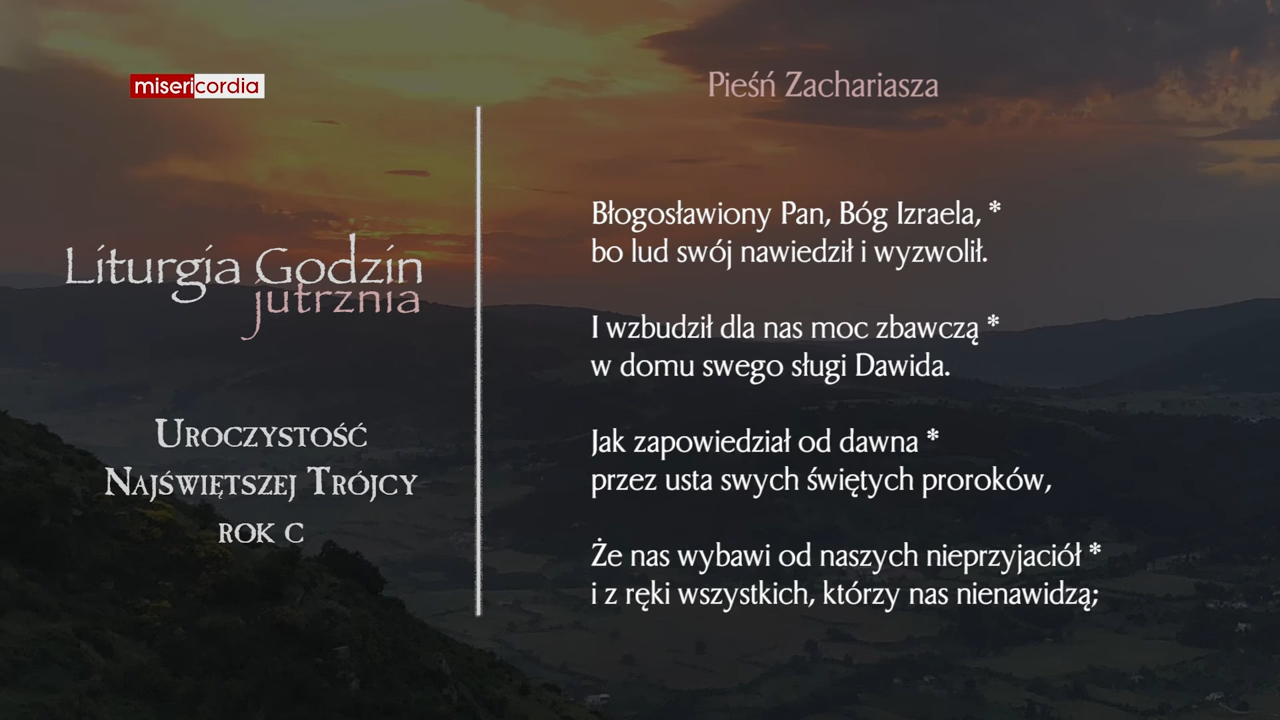 misericordia
Liturgia Godzin
jutrznia
Uroczystość
Najświętszej Trójcy
rok C
Pieśń Zachariasza
Błogosławiony Pan, Bóg Izraela, *
bo lud swój nawiedził i wyzwolił.
I wzbudził dla nas moc zbawczą *
w domu swego sługi Dawida.
Jak zapowiedział od dawna *
przez usta swych świętych proroków,
Że nas wybawi od naszych nieprzyjaciół *
i z ręki wszystkich, którzy nas nienawidzą;